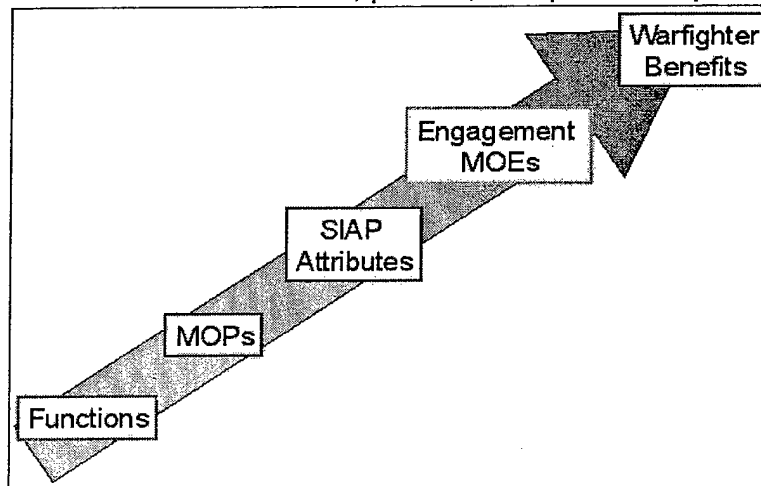 Warfighter
Benefits
Engagement
MOEs
SIAP
Attributes
MOPs
Functions